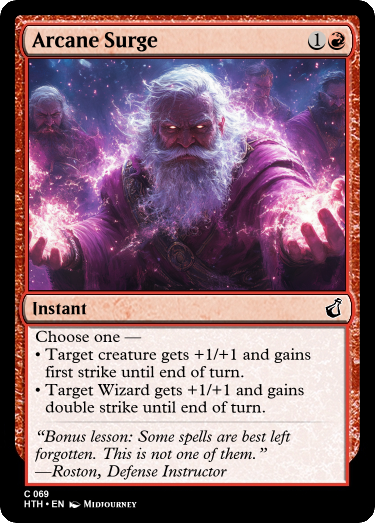 Arcane Surge 1
Instant
Choose one —
• Target creature gets +1/+1 and gains
first strike until end of turn.
• Target Wizard gets +1/+1 and gains
double strike until end of turn.
“Bonus lesson: Some spells are best left
forgotten. This is not one of them.”
—Roston, Defense Instructor
C 069
HTH • EN Midjourney